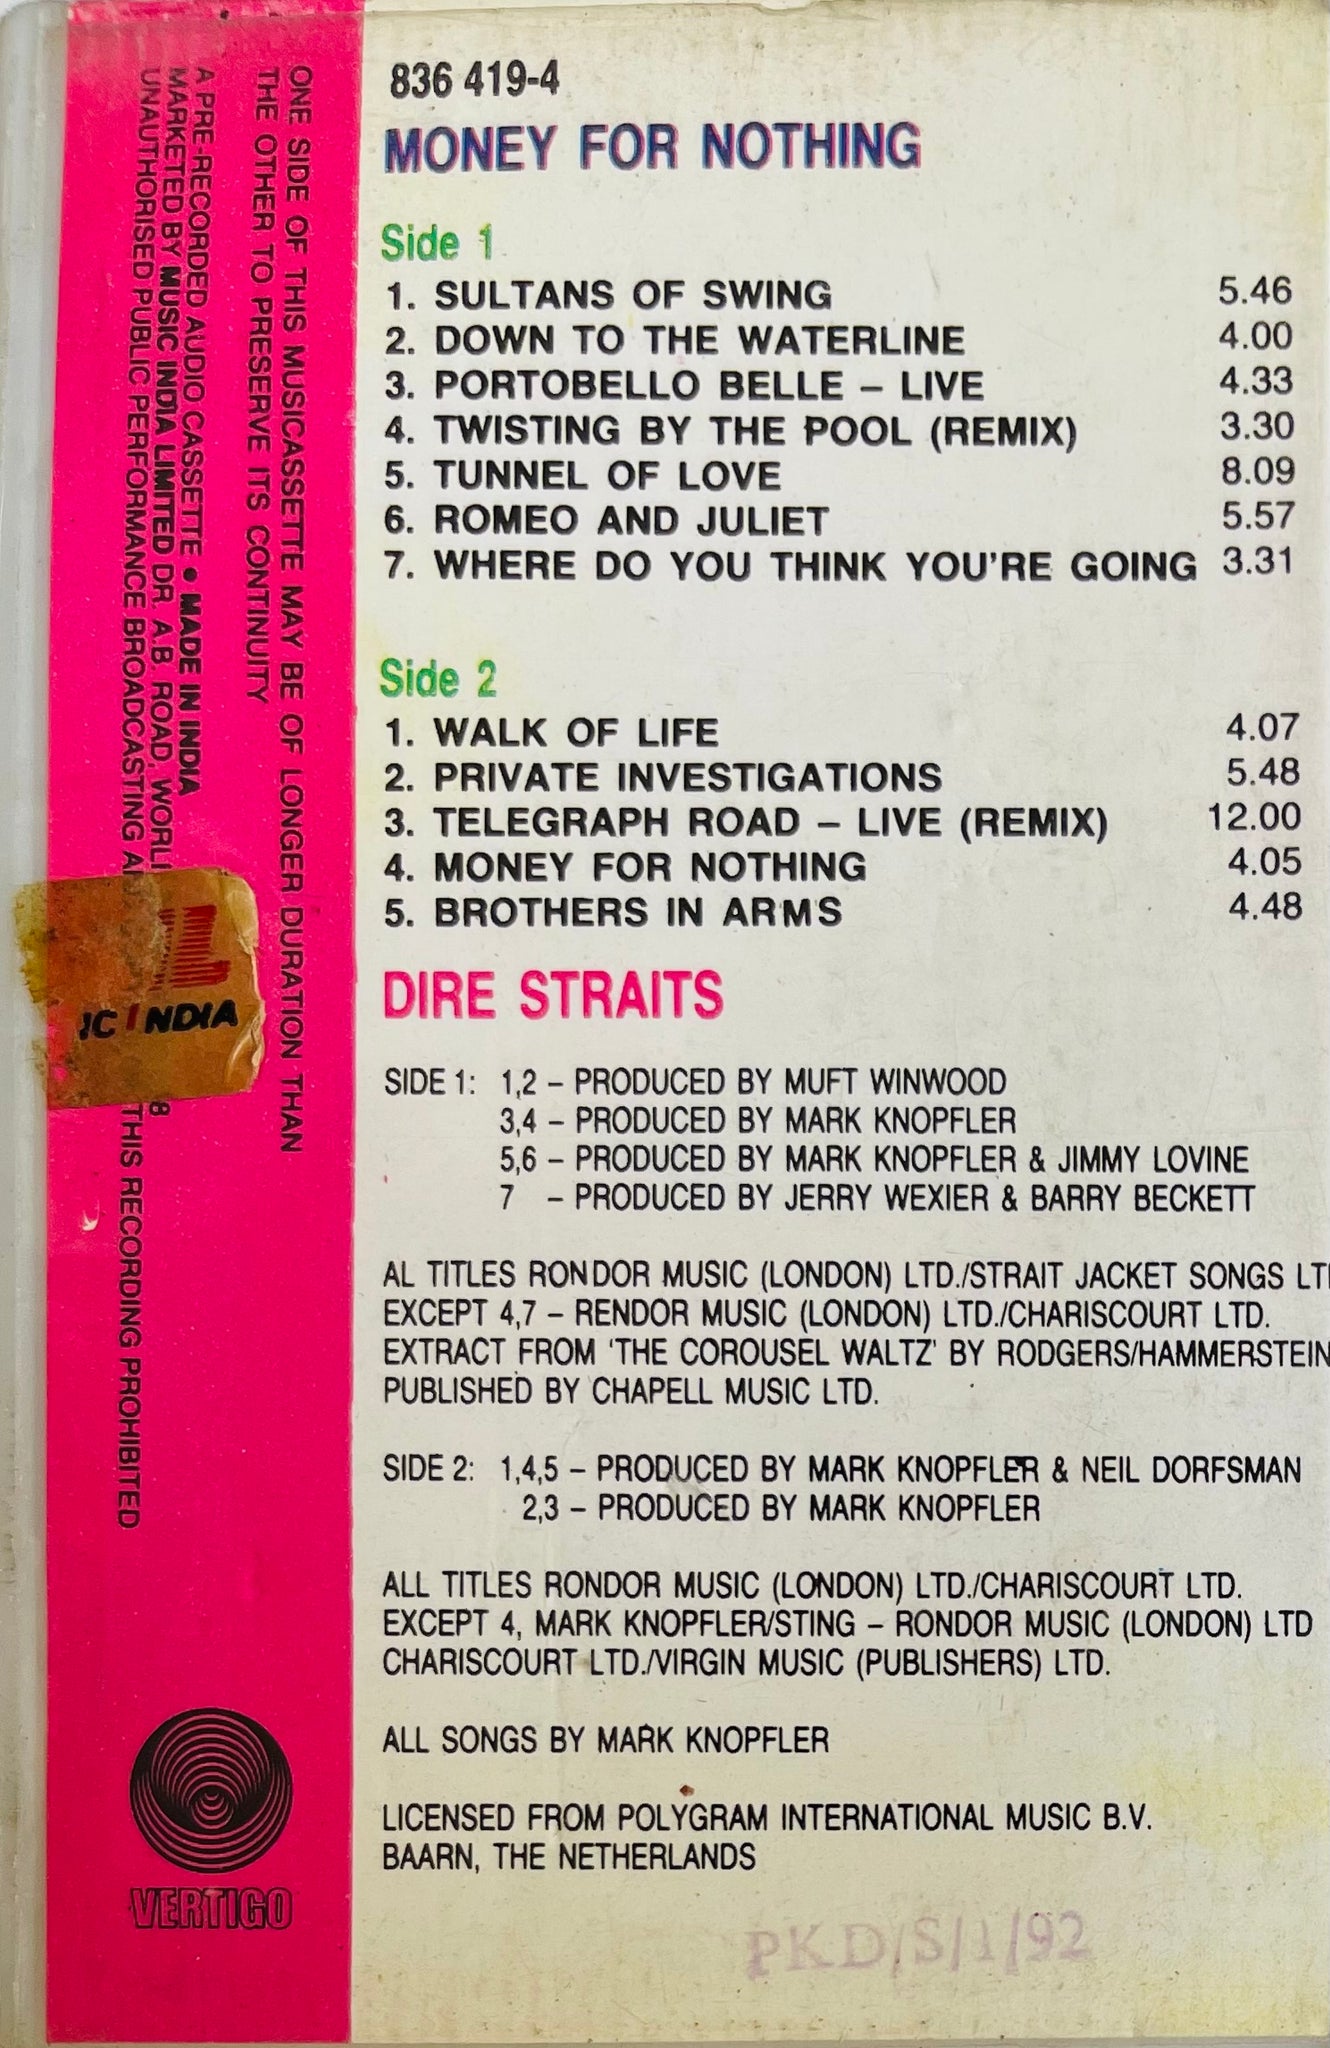 836 419-4
MONEY FOR NOTHING
Side 1
1. SULTANS OF SWING 5.46
2. DOWN TO THE WATERLINE 4.00
3. PORTOBELLO BELLE – LIVE 4.33
4. TWISTING BY THE POOL (REMIX) 3.30
5. TUNNEL OF LOVE 8.09
6. ROMEO AND JULIET 5.57
7. WHERE DO YOU THINK YOU'RE GOING 3.31
Side 2
1. WALK OF LIFE 4.07
2. PRIVATE INVESTIGATIONS 5.48
3. TELEGRAPH ROAD – LIVE (REMIX) 12.00
4. MONEY FOR NOTHING 4.05
5. BROTHERS IN ARMS 4.48
DIRE STRAITS
SIDE 1: 1,2 – PRODUCED BY MUFT WINWOOD
3,4 – PRODUCED BY MARK KNOPFLER
5,6 – PRODUCED BY MARK KNOPFLER & JIMMY LOVINE
7 – PRODUCED BY JERRY WEXIER & BARRY BECKETT
AL TITLES RONDOR MUSIC (LONDON) LTD./STRAIT JACKET SONGS
EXCEPT 4,7 – RENDOR MUSIC (LONDON) LTD./CHARISCOURT LTD.
EXTRACT FROM 'THE COROUSEL WALTZ' BY RODGERS/HAMMERSTEIN
PUBLISHED BY CHAPELL MUSIC LTD.
SIDE 2: 1,4,5 – PRODUCED BY MARK KNOPFLER & NEIL DORFSMAN
2,3 – PRODUCED BY MARK KNOPFLER
ALL TITLES RONDOR MUSIC (LONDON) LTD./CHARISCOURT LTD.
EXCEPT 4, MARK KNOPFLER/STING – RONDOR MUSIC (LONDON) LTD
CHARISCOURT LTD./VIRGIN MUSIC (PUBLISHERS) LTD.
ALL SONGS BY MARK KNOPFLER
LICENSED FROM POLYGRAM INTERNATIONAL MUSIC B.V.
BAARN, THE NETHERLANDS
PKD/S/1/92
ONE SIDE OF THIS MUSICASSETTE MAY BE OF LONGER DURATION THAN
THE OTHER TO PRESERVE ITS CONTINUITY
A PRE-RECORDED AUDIO CASSETTE ● MADE IN INDIA
MARKETED BY MUSIC INDIA LIMITED DR. A.B. ROAD, 8
UNAUTHORISED PUBLIC PERFORMANCE BROADCASTING THIS RECORDING PROHIBITED
IC INDIA
VERTIGO